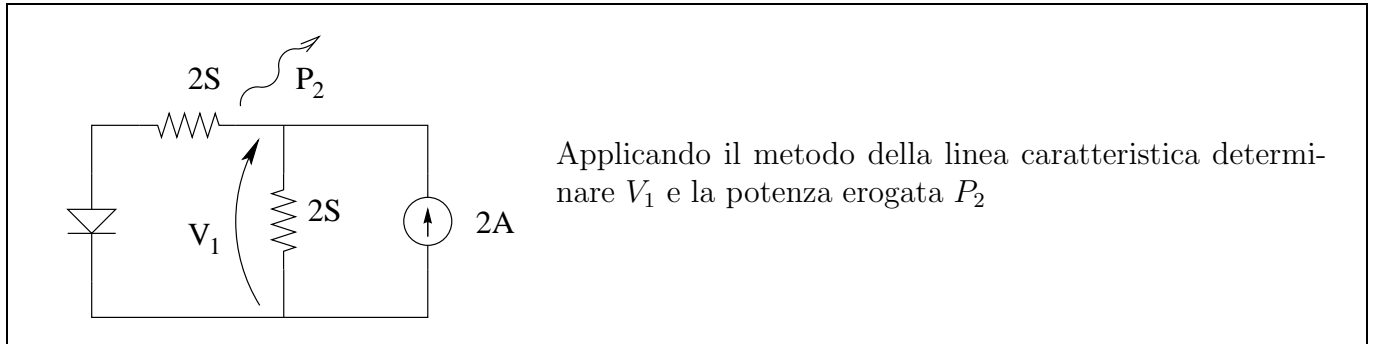 2S
P2
Applicando il metodo della linea caratteristica determi-
nare V1 e la potenza erogata P2
2S
V1
2A